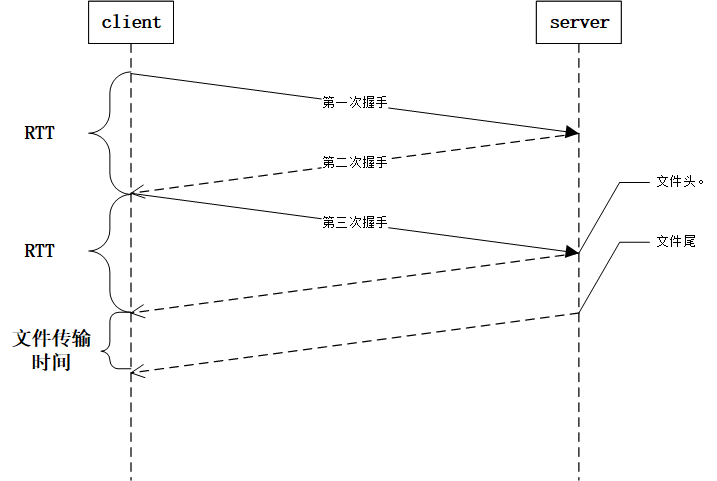 client
server
第一次握手
RTT
第二次握手
文件头。
第三次握手
文件尾
RTT
文件传输
时间